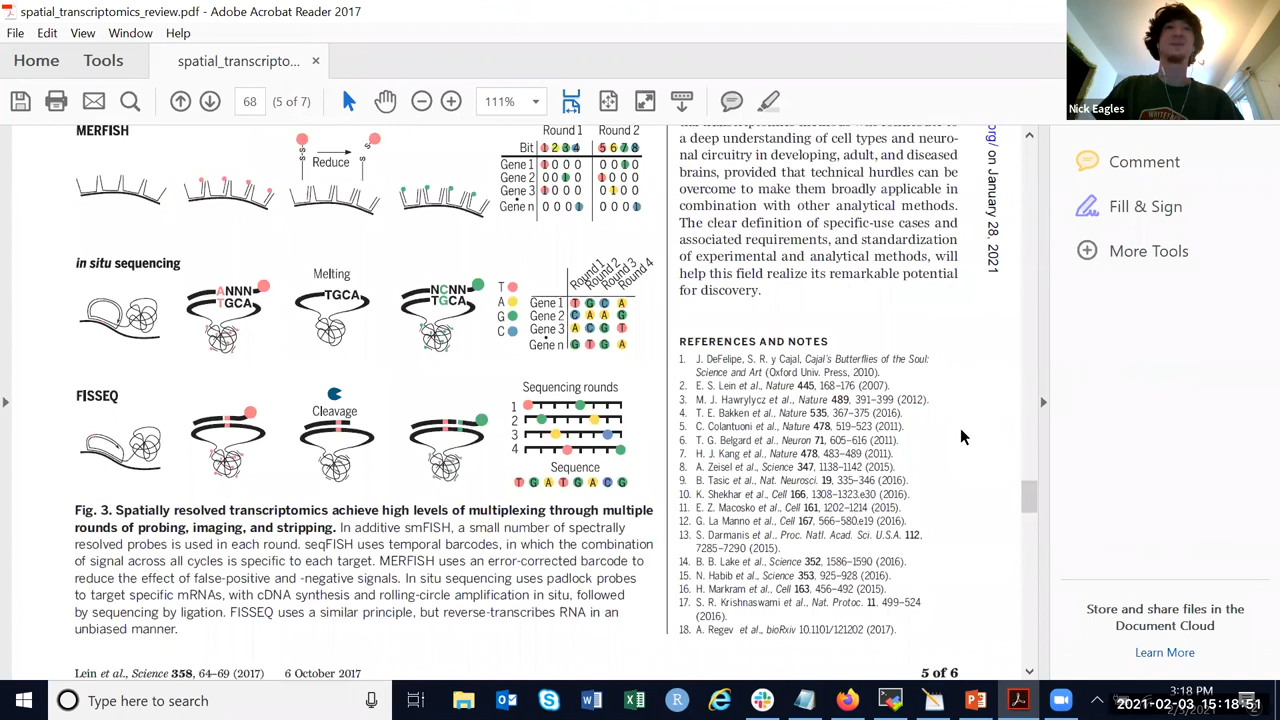 spatial_transcriptomics_review.pdf - Adobe Acrobat Reader 2017
File Edit View Window Help
Home Tools spatial_transcripto... ×
68 (5 of 7) 111%
Nick Eagles
MERFISH
S-S-
Reduce
S
Round 1 Round 2
Bit 1 2 3 4 5 6 7 8
Gene 1 1 0 0 0 0 0 1 0
Gene 2 0 0 1 0 1 0 0 0
Gene 3 1 0 0 0 0 1 0 0
Gene n 0 0 0 1 0 0 0 1
in situ sequencing
ANNN
TGCA
Melting
TGCA
NCNN
TGCA
T
A
G
C
Round 1 Round 2 Round 3 Round 4
Gene 1 T G C A
Gene 2 C A A G
Gene 3 A C G T
Gene n G T G A
FISSEQ
Cleavage
Sequencing rounds
1
2
3
4
Sequence
T G A T G A C G
Fig. 3. Spatially resolved transcriptomics achieve high levels of multiplexing through multiple
rounds of probing, imaging, and stripping. In additive smFISH, a small number of spectrally
resolved probes is used in each round. seqFISH uses temporal barcodes, in which the combination
of signal across all cycles is specific to each target. MERFISH uses an error-corrected barcode to
reduce the effect of false-positive and -negative signals. In situ sequencing uses padlock probes
to target specific mRNAs, with cDNA synthesis and rolling-circle amplification in situ, followed
by sequencing by ligation. FISSEQ uses a similar principle, but reverse-transcribes RNA in an
unbiased manner.
a deep understanding of cell types and neuro-
nal circuitry in developing, adult, and diseased
brains, provided that technical hurdles can be
overcome to make them broadly applicable in
combination with other analytical methods.
The clear definition of specific-use cases and
associated requirements, and standardization
of experimental and analytical methods, will
help this field realize its remarkable potential
for discovery.
REFERENCES AND NOTES
1. J. DeFelipe, S. R. y Cajal, Cajal's Butterflies of the Soul:
Science and Art (Oxford Univ. Press, 2010).
2. E. S. Lein et al., Nature 445, 168–176 (2007).
3. M. J. Hawrylycz et al., Nature 489, 391–399 (2012).
4. T. E. Bakken et al., Nature 535, 367–375 (2016).
5. C. Colantuoni et al., Nature 478, 519–523 (2011).
6. T. G. Belgard et al., Neuron 71, 605–616 (2011).
7. H. J. Kang et al., Nature 478, 483–489 (2011).
8. A. Zeisel et al., Science 347, 1138–1142 (2015).
9. B. Tasic et al., Nat. Neurosci. 19, 335–346 (2016).
10. K. Shekhar et al., Cell 166, 1308–1323.e30 (2016).
11. E. Z. Macosko et al., Cell 161, 1202–1214 (2015).
12. G. La Manno et al., Cell 167, 566–580.e19 (2016).
13. S. Darmanis et al., Proc. Natl. Acad. Sci. U.S.A. 112,
7285–7290 (2015).
14. B. B. Lake et al., Science 352, 1586–1590 (2016).
15. N. Habib et al., Science 353, 925–928 (2016).
16. H. Markram et al., Cell 163, 456–492 (2015).
17. S. R. Krishnaswami et al., Nat. Protoc. 11, 499–524
(2016).
18. A. Regev et al., bioRxiv 10.1101/121202 (2017).
org/ on January 28, 2021
Lein et al., Science 358, 64–69 (2017) 6 October 2017 5 of 6
Comment
Fill & Sign
More Tools
Store and share files in the
Document Cloud
Learn More
Type here to search
3:18 PM
2021-02-03 15:18:51